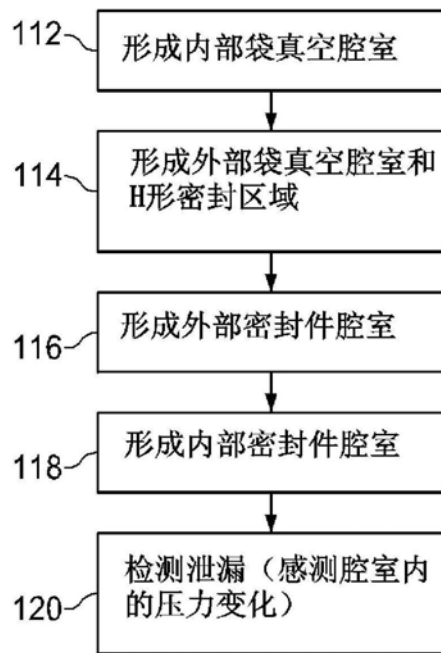 112
形成内部袋真空腔室
114
形成外部袋真空腔室和
H形密封区域
116
形成外部密封件腔室
118
形成内部密封件腔室
120
检测泄漏（感测腔室内
的压力变化）